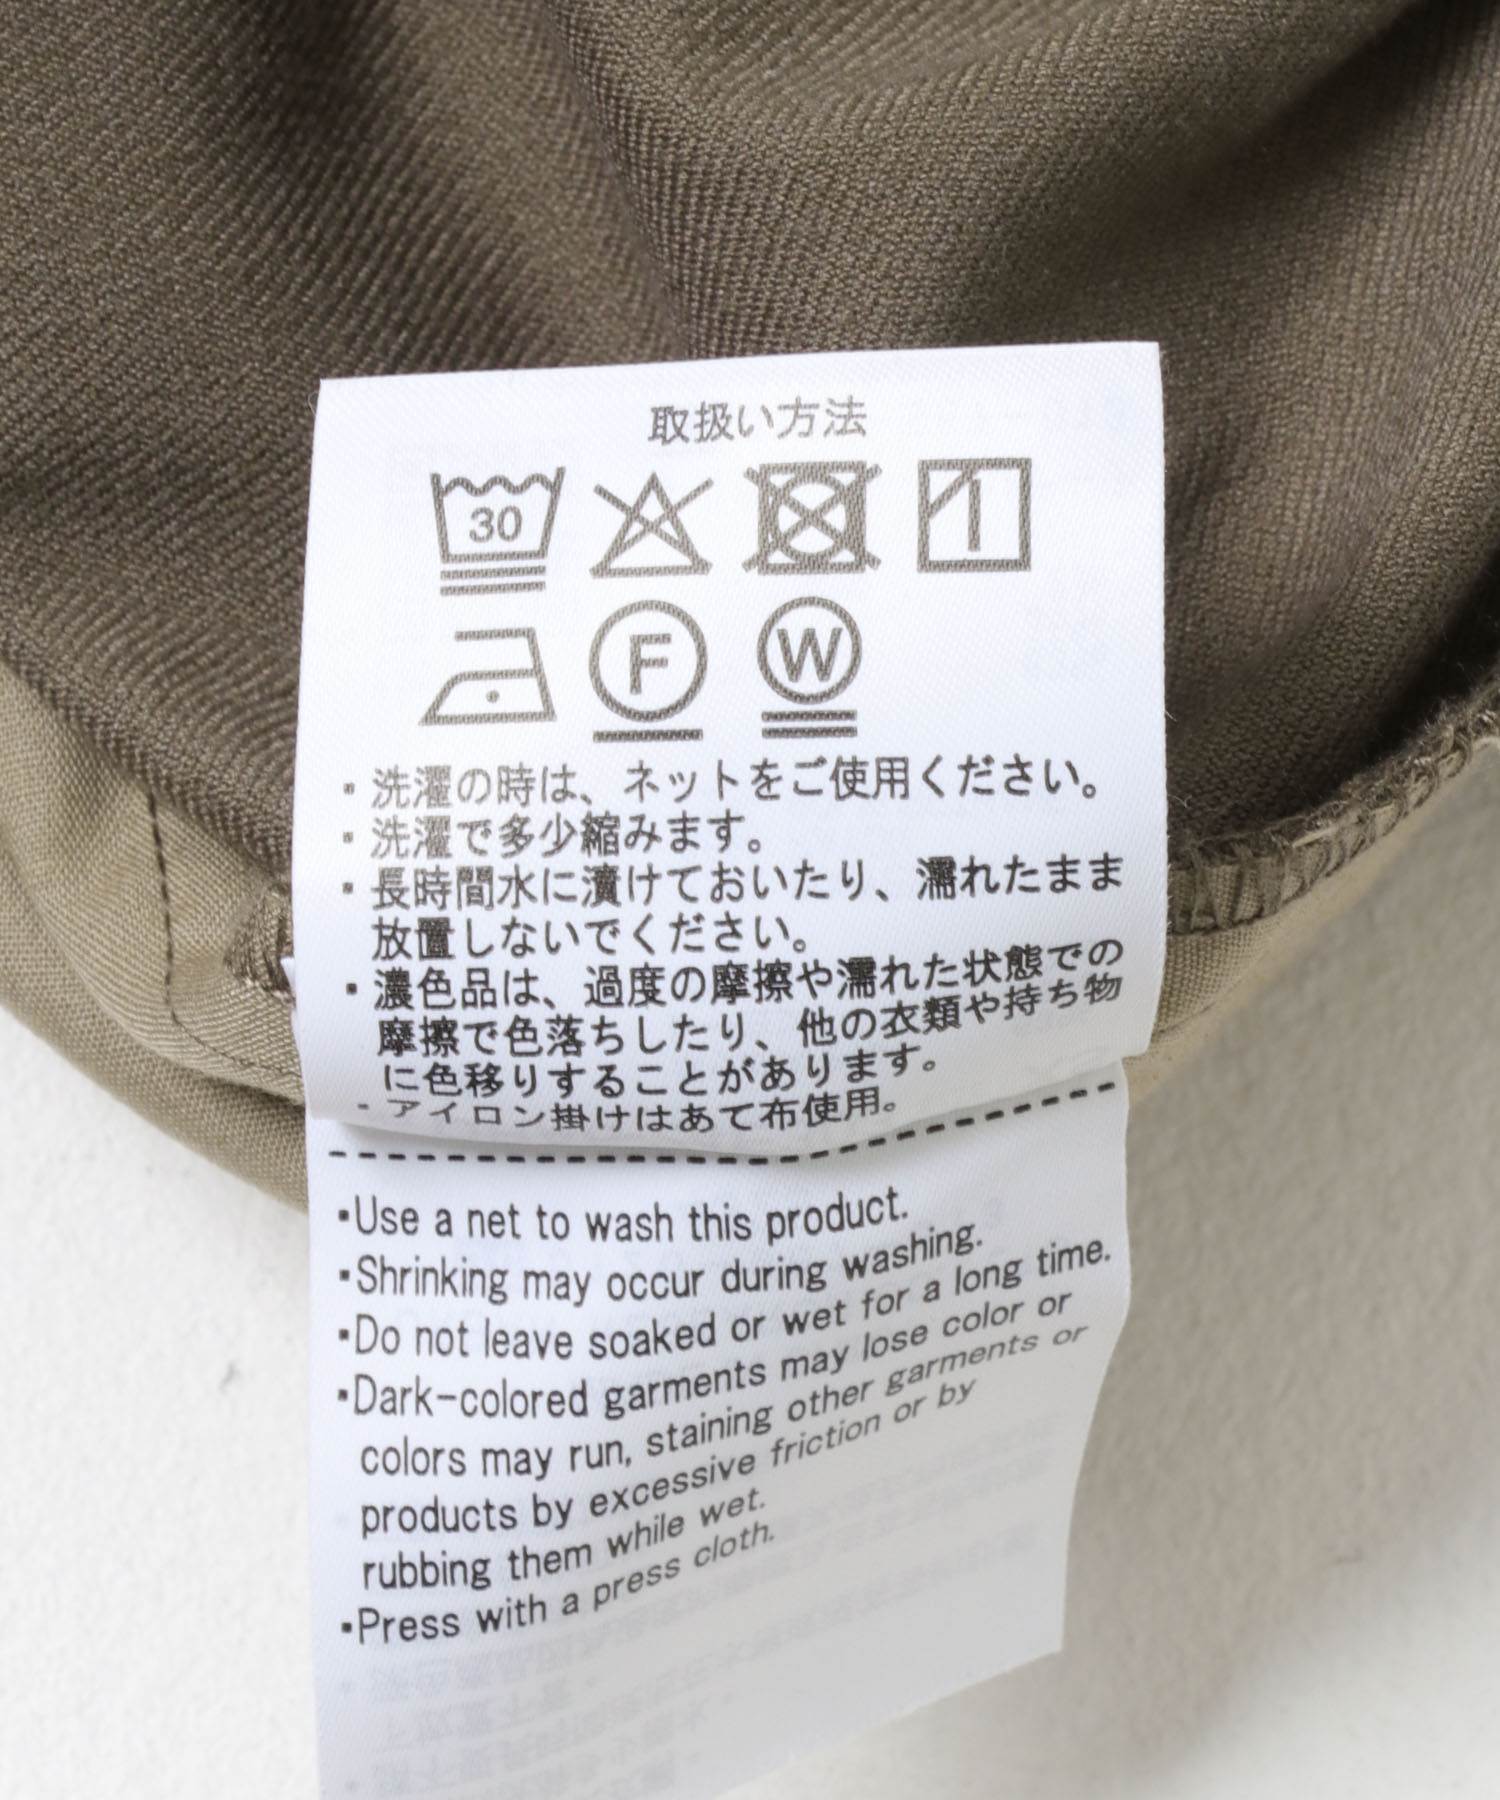 取扱い方法
30
F
W
・洗濯の時は、ネットをご使用ください。
・洗濯で多少縮みます。
・長時間水に漬けておいたり、濡れたまま
放置しないでください。
・濃色品は、過度の摩擦や濡れた状態での
摩擦で色落ちしたり、他の衣類や持ち物
に色移りすることがあります。
・アイロン掛けはあて布使用。
・Use a net to wash this product.
・Shrinking may occur during washing.
・Do not leave soaked or wet for a long time.
・Dark-colored garments may lose color or
colors may run, staining other garments or
products by excessive friction or by
rubbing them while wet.
・Press with a press cloth.